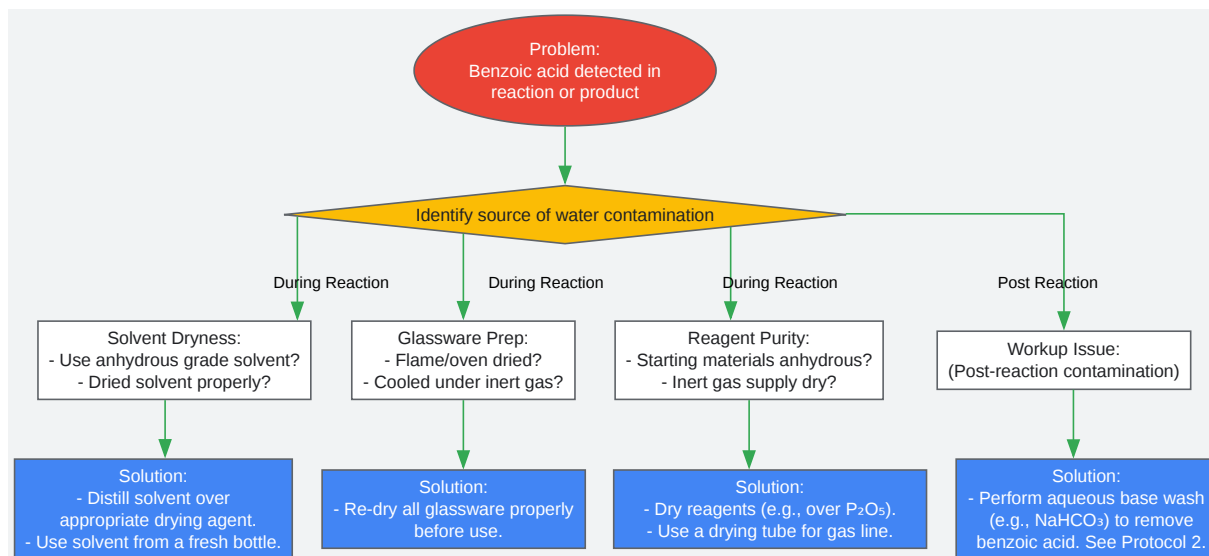 Problem:
Benzoic acid detected in
reaction or product
Identify source of water contamination
During Reaction
During Reaction
During Reaction
Post Reaction
Solvent Dryness:
- Use anhydrous grade solvent?
- Dried solvent properly?
Glassware Prep:
- Flame/oven dried?
- Cooled under inert gas?
Reagent Purity:
- Starting materials anhydrous?
- Inert gas supply dry?
Workup Issue:
(Post-reaction contamination)
Solution:
- Distill solvent over
appropriate drying agent.
- Use solvent from a fresh bottle.
Solution:
- Re-dry all glassware properly
before use.
Solution:
- Dry reagents (e.g., over P₂O₅).
- Use a drying tube for gas line.
Solution:
- Perform aqueous base wash
(e.g., NaHCO₃) to remove
benzoic acid. See Protocol 2.